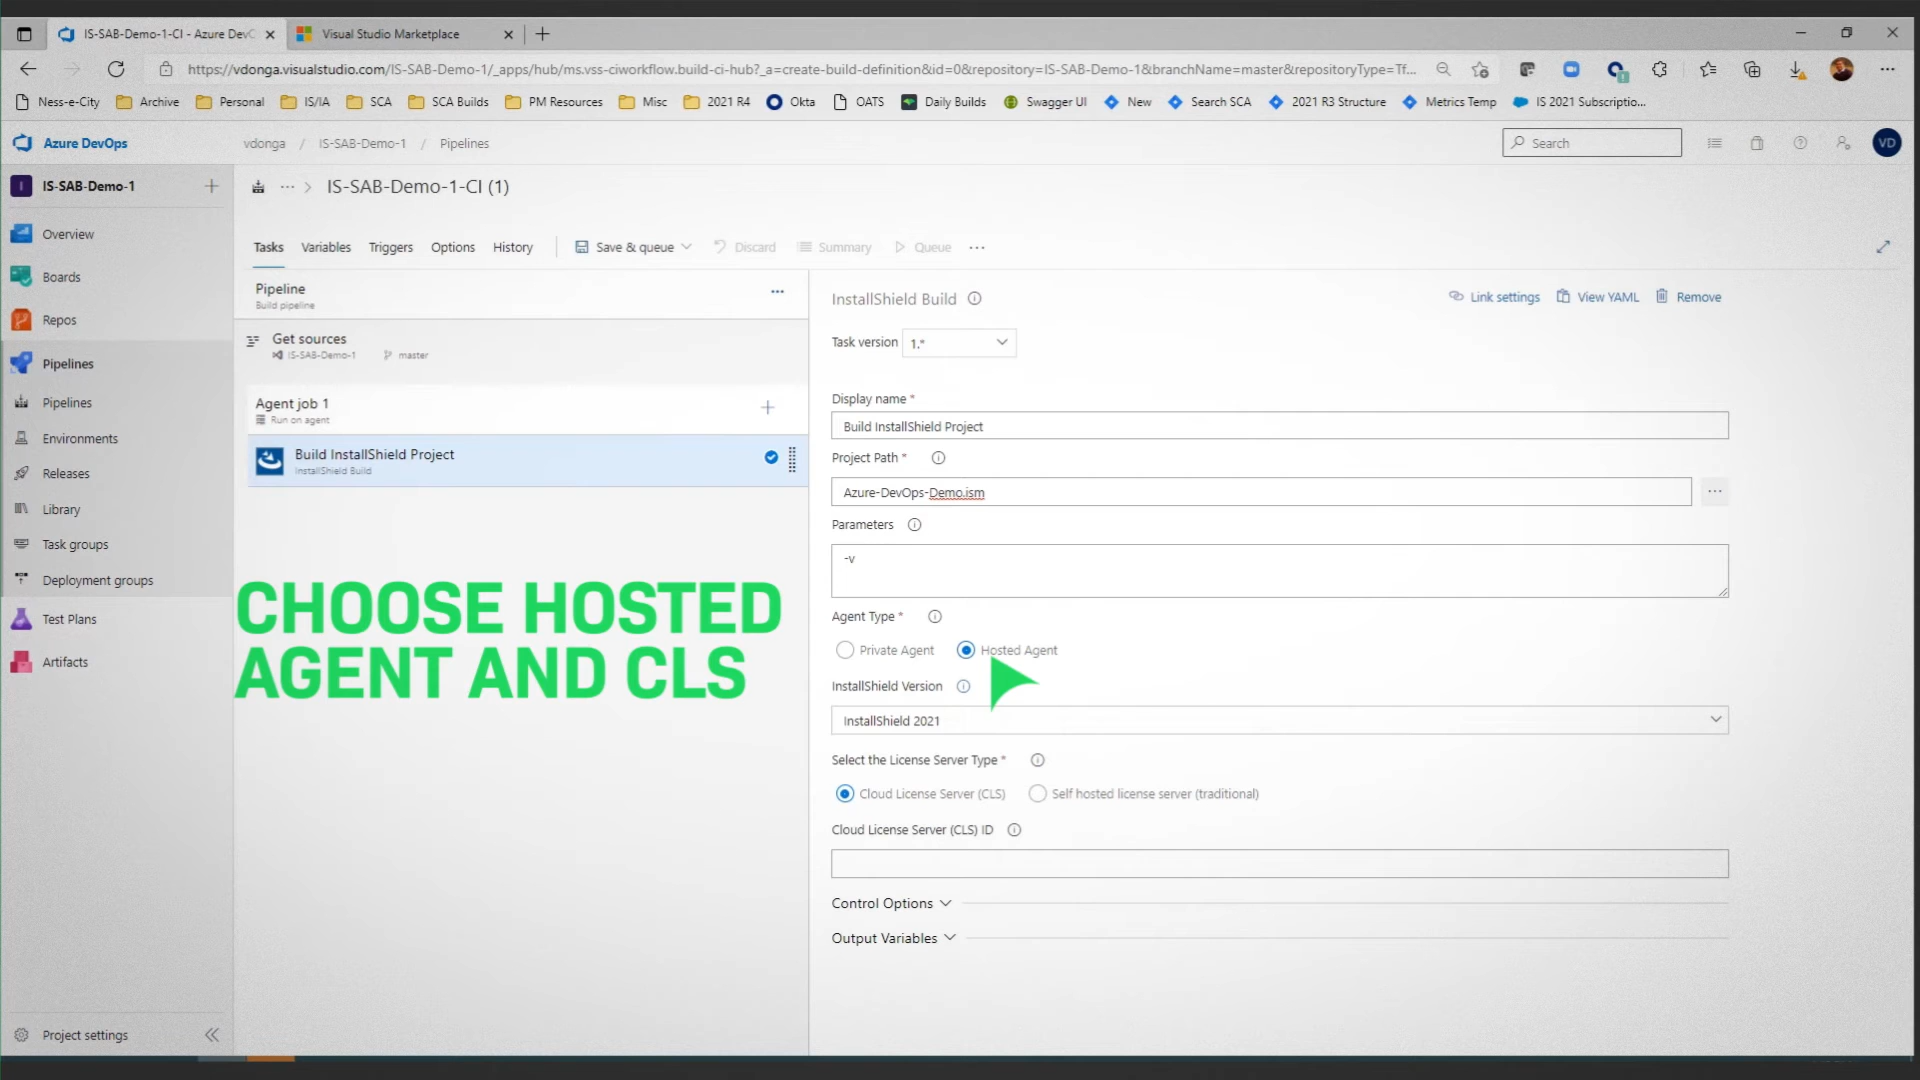 IS-SAB-Demo-1-CI - Azure DevO
Visual Studio Marketplace
https://vdonga.visualstudio.com/IS-SAB-Demo-1/_apps/hub/ms.vss-ciworkflow.build-ci-hub?_a=create-build-definition&id=0&repository=IS-SAB-Demo-1&branchName=master&repositoryType=Tf...
Ness-e-City Archive Personal IS/IA SCA SCA Builds PM Resources Misc 2021 R4 Okta OATS Daily Builds Swagger UI New Search SCA 2021 R3 Structure Metrics Temp IS 2021 Subscriptio...
Azure DevOps
vdonga / IS-SAB-Demo-1 / Pipelines
Search
VD
I IS-SAB-Demo-1
Overview
Boards
Repos
Pipelines
Pipelines
Environments
Releases
Library
Task groups
Deployment groups
Test Plans
Artifacts
Project settings
... > IS-SAB-Demo-1-CI (1)
Tasks Variables Triggers Options History Save & queue Discard Summary Queue ...
Pipeline
Build pipeline
Get sources
IS-SAB-Demo-1 master
Agent job 1
Run on agent
Build InstallShield Project
InstallShield Build
CHOOSE HOSTED
AGENT AND CLS
InstallShield Build
Link settings View YAML Remove
Task version 1.*
Display name *
Build InstallShield Project
Project Path *
Azure-DevOps-Demo.ism
...
Parameters
-v
Agent Type *
Private Agent Hosted Agent
InstallShield Version
InstallShield 2021
Select the License Server Type *
Cloud License Server (CLS) Self hosted license server (traditional)
Cloud License Server (CLS) ID
Control Options
Output Variables